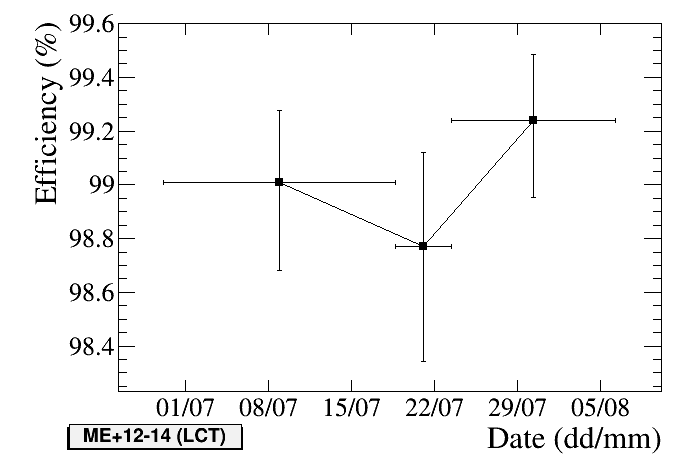 Efficiency (%)
99.6
99.4
99.2
99
98.8
98.6
98.4
01/07 08/07 15/07 22/07 29/07 05/08
ME+12-14 (LCT)
Date (dd/mm)